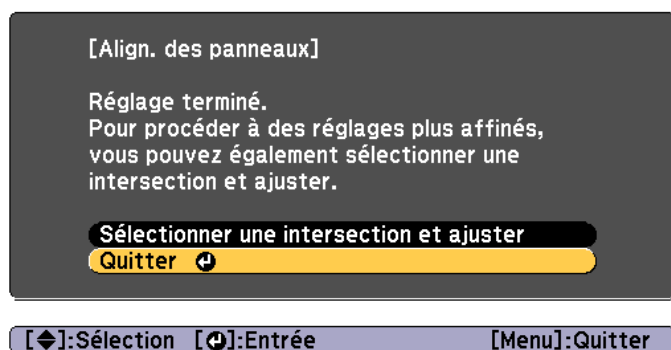 [Align. des panneaux]
Réglage terminé.
Pour procéder à des réglages plus affinés,
vous pouvez également sélectionner une
intersection et ajuster.
Sélectionner une intersection et ajuster
Quitter
[◆]:Sélection [↵]:Entrée [Menu]:Quitter